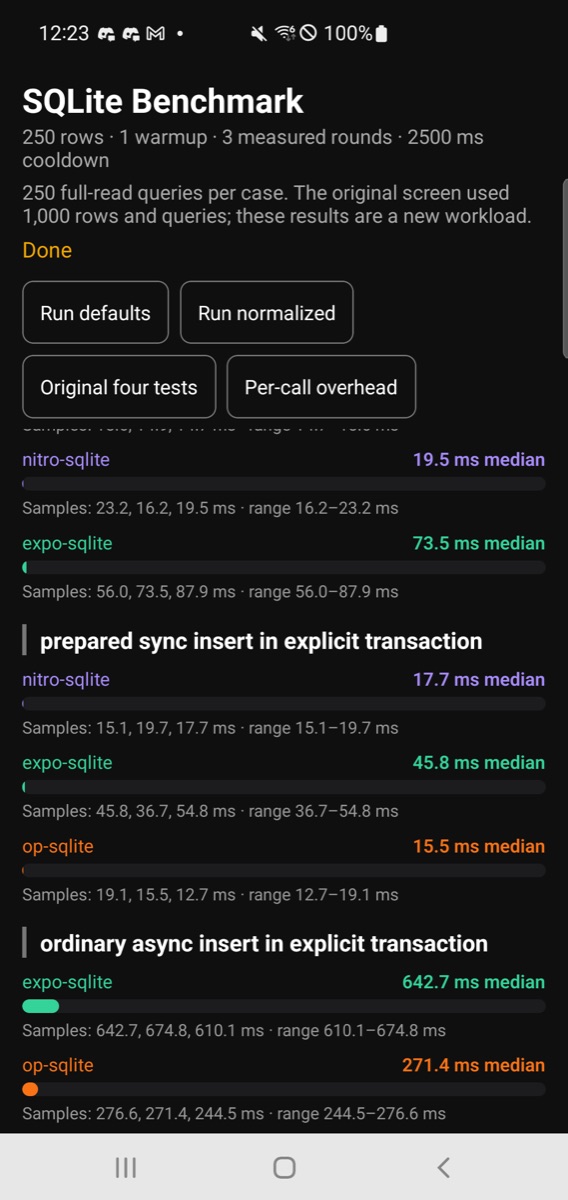 12:23
100%
SQLite Benchmark
250 rows · 1 warmup · 3 measured rounds · 2500 ms
cooldown
250 full-read queries per case. The original screen used
1,000 rows and queries; these results are a new workload.
Done
Run defaults
Run normalized
Original four tests
Per-call overhead
nitro-sqlite
19.5 ms median
Samples: 23.2, 16.2, 19.5 ms · range 16.2–23.2 ms
expo-sqlite
73.5 ms median
Samples: 56.0, 73.5, 87.9 ms · range 56.0–87.9 ms
prepared sync insert in explicit transaction
nitro-sqlite
17.7 ms median
Samples: 15.1, 19.7, 17.7 ms · range 15.1–19.7 ms
expo-sqlite
45.8 ms median
Samples: 45.8, 36.7, 54.8 ms · range 36.7–54.8 ms
op-sqlite
15.5 ms median
Samples: 19.1, 15.5, 12.7 ms · range 12.7–19.1 ms
ordinary async insert in explicit transaction
expo-sqlite
642.7 ms median
Samples: 642.7, 674.8, 610.1 ms · range 610.1–674.8 ms
op-sqlite
271.4 ms median
Samples: 276.6, 271.4, 244.5 ms · range 244.5–276.6 ms